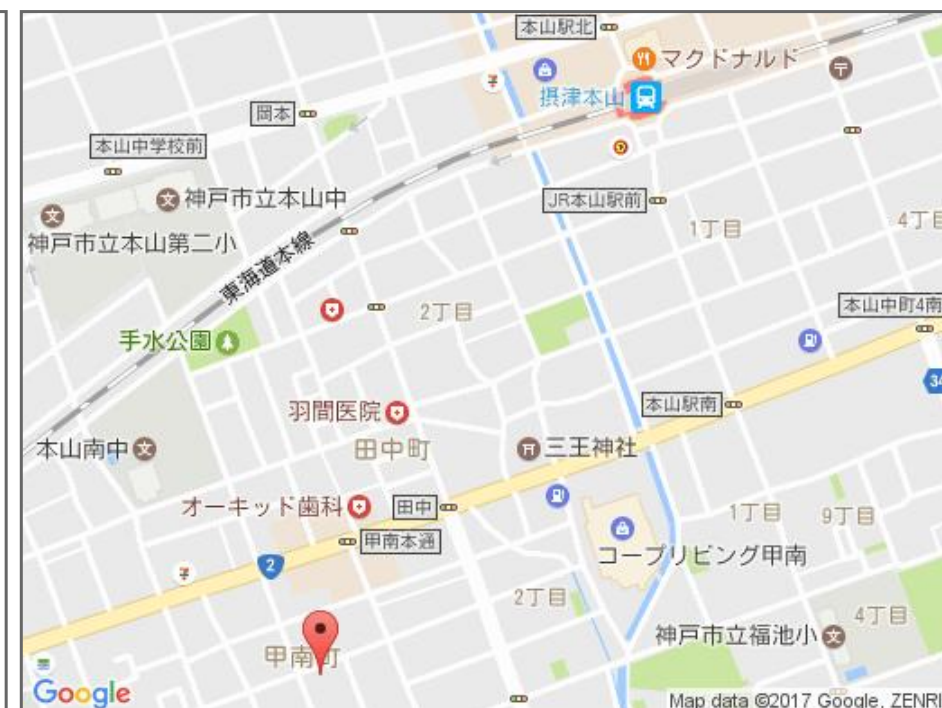 本山駅北
マクドナルド
〒
摂津本山
岡本
本山中学校前
文 神戸市立本山中
JR本山駅前
文
神戸市立本山第二小
1丁目
4丁目
東海道本線
2丁目
本山中町4南
手水公園
34
羽間医院
本山駅南
本山南中 文
田中町
三王神社
オーキッド歯科
田中
1丁目
9丁目
甲南本通
コープリビング甲南
2
2丁目
4丁目
神戸市立福池小 文
甲南町
Google
Map data ©2017 Google, ZENRI